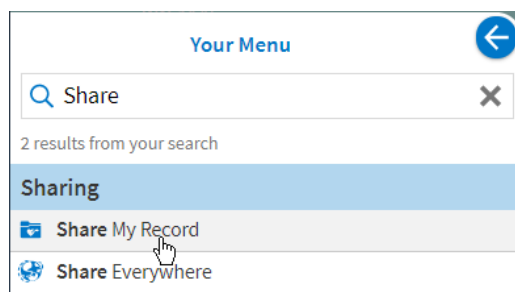 Your Menu
Share
2 results from your search
Sharing
Share My Record
Share Everywhere